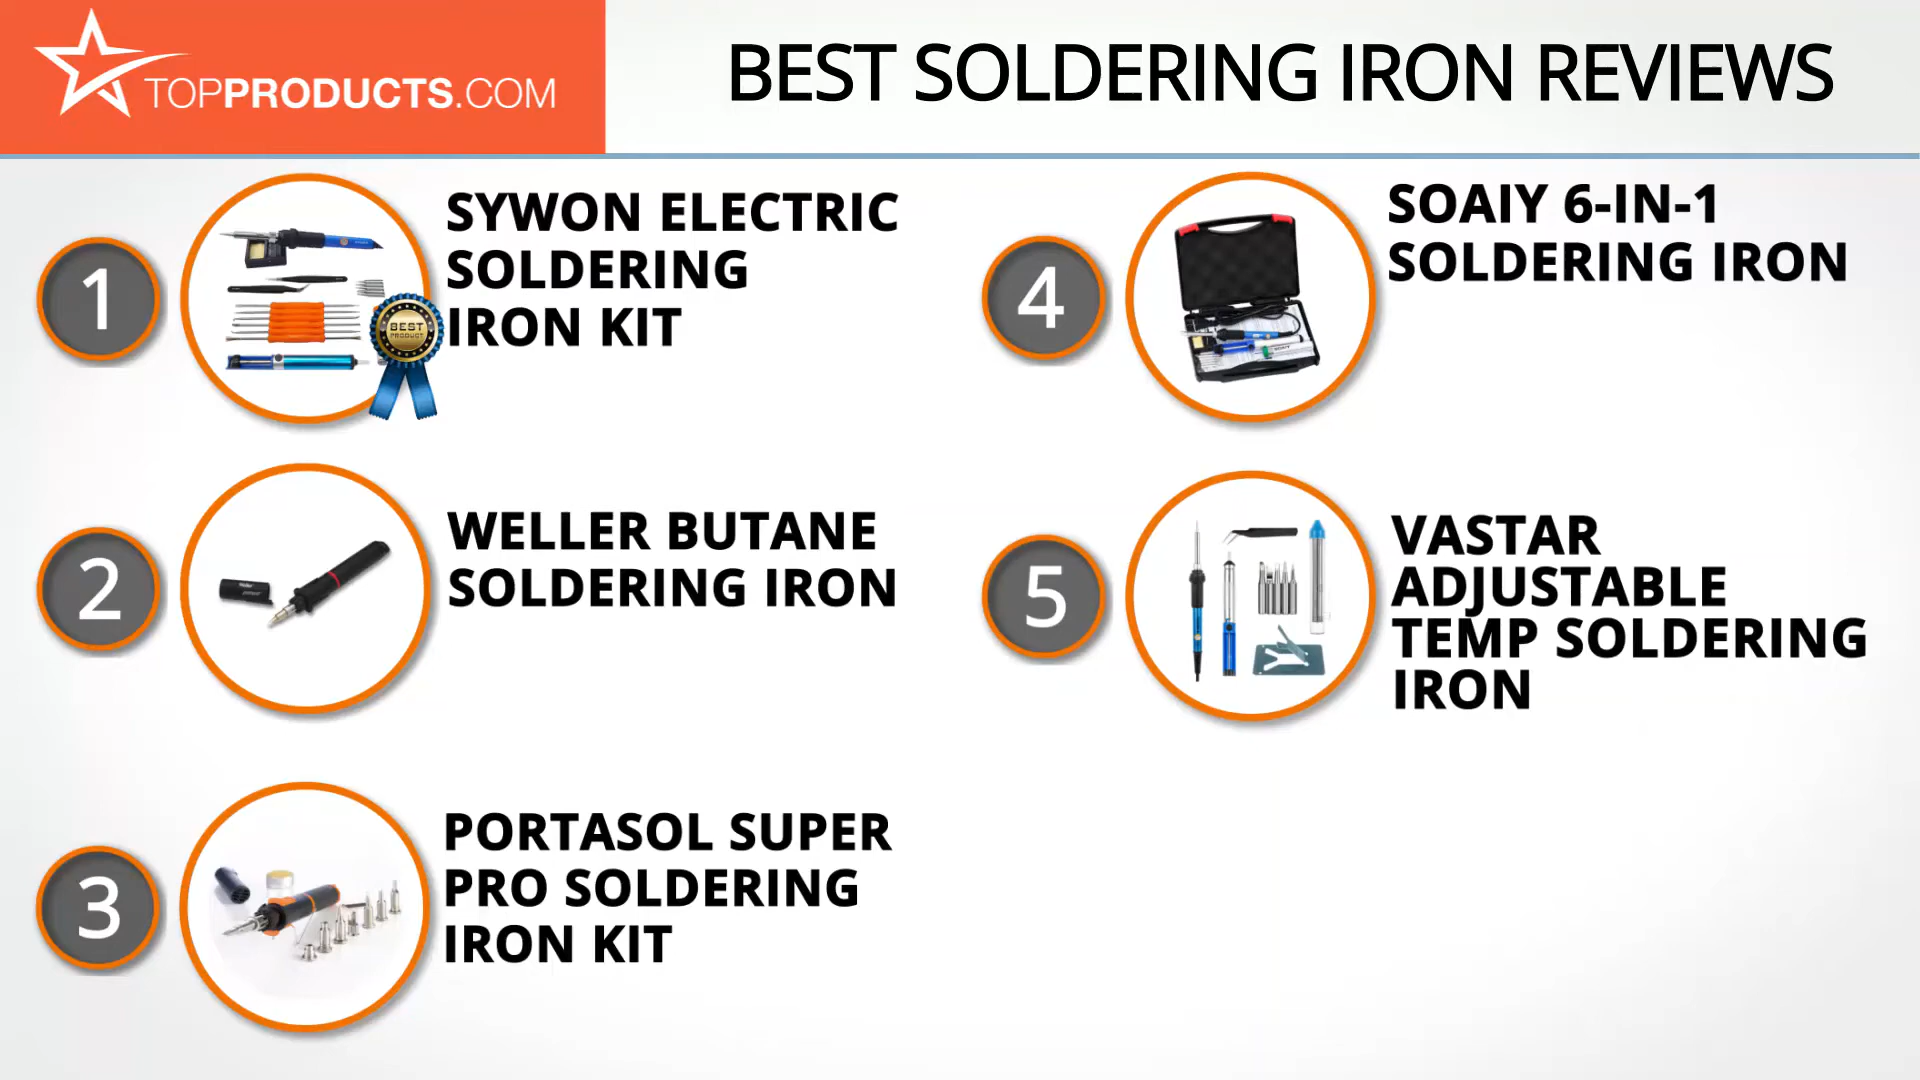 TOPPRODUCTS.COM
BEST SOLDERING IRON REVIEWS
1
SYWON ELECTRIC
SOLDERING
IRON KIT
BEST
PRODUCT
2
WELLER BUTANE
SOLDERING IRON
3
PORTASOL SUPER
PRO SOLDERING
IRON KIT
4
SOAIY 6-IN-1
SOLDERING IRON
5
VASTAR
ADJUSTABLE
TEMP SOLDERING
IRON